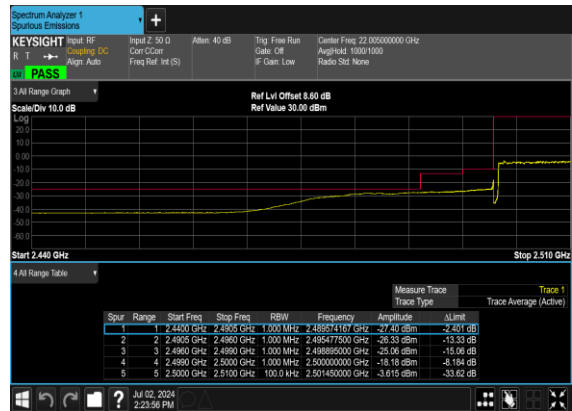 Spectrum Analyzer 1
Spurious Emissions
KEYSIGHT Input: RF Input Z: 50 Ω Atten: 40 dB Trig: Free Run Center Freq: 22.005000000 GHz
R T Coupling: DC Corr CCorr Gate: Off Avg|Hold: 1000/1000
Align: Auto Freq Ref: Int (S) IF Gain: Low Radio Std: None
LW PASS
3 All Range Graph
Ref Lvl Offset 8.60 dB
Scale/Div 10.0 dB Ref Value 30.00 dBm
Log
20.0
10.0
0.00
-10.0
-20.0
-30.0
-40.0
-50.0
-60.0
Start 2.440 GHz Stop 2.510 GHz
4 All Range Table
Measure Trace Trace 1
Trace Type Trace Average (Active)
Spur Range Start Freq Stop Freq RBW Frequency Amplitude ΔLimit
1 1 2.4400 GHz 2.4905 GHz 1.000 MHz 2.489574167 GHz -27.40 dBm -2.401 dB
2 2 2.4905 GHz 2.4960 GHz 1.000 MHz 2.495477500 GHz -26.33 dBm -13.33 dB
3 3 2.4960 GHz 2.4990 GHz 1.000 MHz 2.498895000 GHz -25.06 dBm -15.06 dB
4 4 2.4990 GHz 2.5000 GHz 1.000 MHz 2.500000000 GHz -18.18 dBm -8.184 dB
5 5 2.5000 GHz 2.5100 GHz 100.0 kHz 2.501450000 GHz -3.615 dBm -33.62 dB
Jul 02, 2024
2:23:56 PM